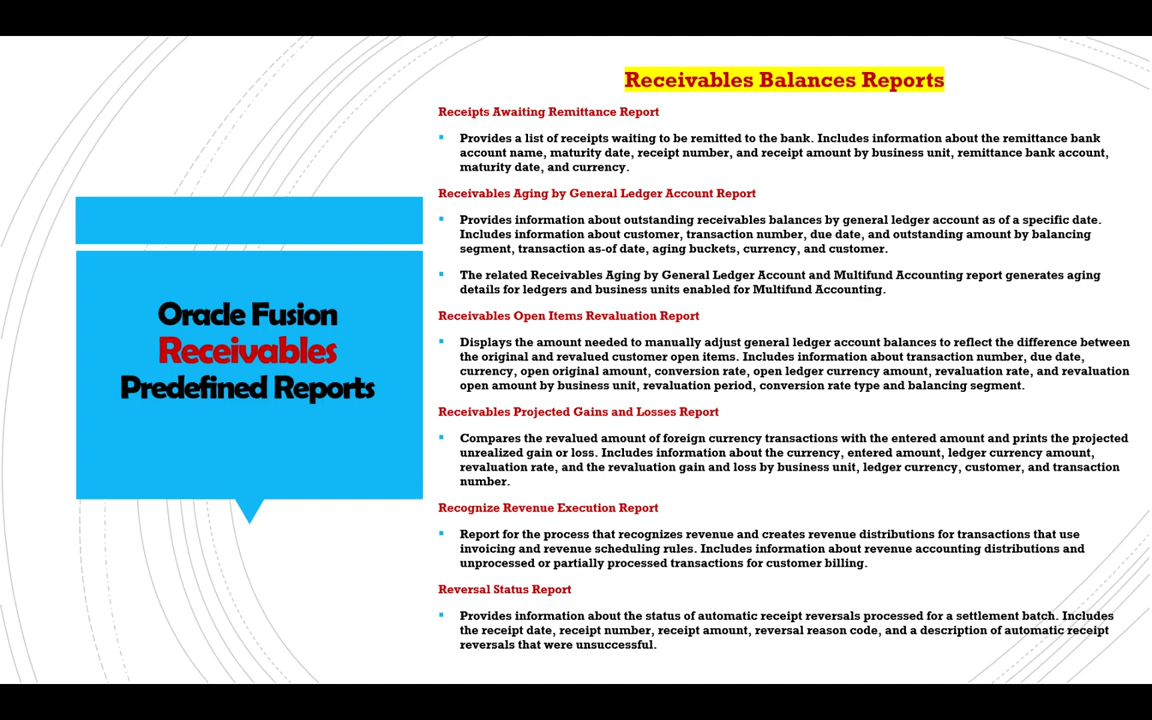 Receivables Balances Reports
Receipts Awaiting Remittance Report
Provides a list of receipts waiting to be remitted to the bank. Includes information about the remittance bank
account name, maturity date, receipt number, and receipt amount by business unit, remittance bank account,
maturity date, and currency.
Receivables Aging by General Ledger Account Report
Provides information about outstanding receivables balances by general ledger account as of a specific date.
Includes information about customer, transaction number, due date, and outstanding amount by balancing
segment, transaction as-of date, aging buckets, currency, and customer.
The related Receivables Aging by General Ledger Account and Multifund Accounting report generates aging
details for ledgers and business units enabled for Multifund Accounting.
Receivables Open Items Revaluation Report
Displays the amount needed to manually adjust general ledger account balances to reflect the difference between
the original and revalued customer open items. Includes information about transaction number, due date,
currency, open original amount, conversion rate, open ledger currency amount, revaluation rate, and revaluation
open amount by business unit, revaluation period, conversion rate type and balancing segment.
Receivables Projected Gains and Losses Report
Compares the revalued amount of foreign currency transactions with the entered amount and prints the projected
unrealized gain or loss. Includes information about the currency, entered amount, ledger currency amount,
revaluation rate, and the revaluation gain and loss by business unit, ledger currency, customer, and transaction
number.
Recognize Revenue Execution Report
Report for the process that recognizes revenue and creates revenue distributions for transactions that use
invoicing and revenue scheduling rules. Includes information about revenue accounting distributions and
unprocessed or partially processed transactions for customer billing.
Reversal Status Report
Provides information about the status of automatic receipt reversals processed for a settlement batch. Includes
the receipt date, receipt number, receipt amount, reversal reason code, and a description of automatic receipt
reversals that were unsuccessful.
Oracle Fusion
Receivables
Predefined Reports